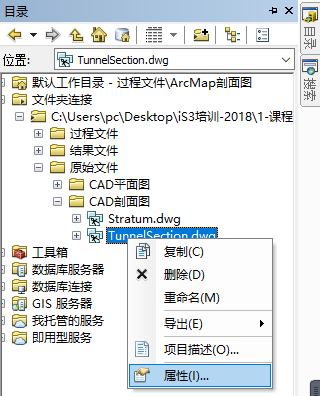 目录
位置:
TunnelSection.dwg
默认工作目录 - 过程文件\ArcMap剖面图
文件夹连接
C:\Users\pc\Desktop\iS3培训-2018\1-课程
过程文件
结果文件
原始文件
CAD平面图
CAD剖面图
Stratum.dwg
TunnelSection.dwg
工具箱
数据库服务器
数据库连接
GIS 服务器
我托管的服务
即用型服务
复制(C)
删除(D)
重命名(M)
导出(E)
项目描述(O)...
属性(I)...
目录
搜索